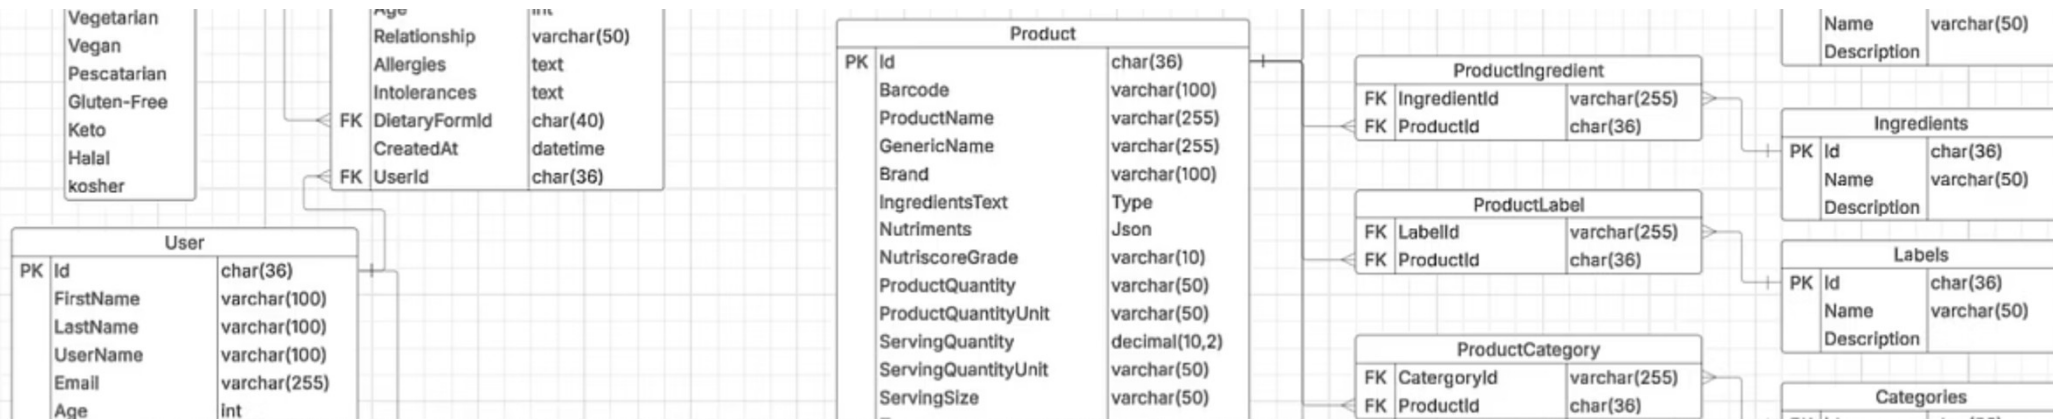 Vegetarian
Vegan
Pescatarian
Gluten-Free
Keto
Halal
kosher
Age int
Relationship varchar(50)
Allergies text
Intolerances text
FK DietaryFormId char(40)
CreatedAt datetime
FK UserId char(36)
User
PK Id char(36)
FirstName varchar(100)
LastName varchar(100)
UserName varchar(100)
Email varchar(255)
Age int
Product
PK Id char(36)
Barcode varchar(100)
ProductName varchar(255)
GenericName varchar(255)
Brand varchar(100)
IngredientsText Type
Nutriments Json
NutriscoreGrade varchar(10)
ProductQuantity varchar(50)
ProductQuantityUnit varchar(50)
ServingQuantity decimal(10,2)
ServingQuantityUnit varchar(50)
ServingSize varchar(50)
ProductIngredient
FK IngredientId varchar(255)
FK ProductId char(36)
ProductLabel
FK LabelId varchar(255)
FK ProductId char(36)
ProductCategory
FK CatergoryId varchar(255)
FK ProductId char(36)
Name varchar(50)
Description
Ingredients
PK Id char(36)
Name varchar(50)
Description
Labels
PK Id char(36)
Name varchar(50)
Description
Categories